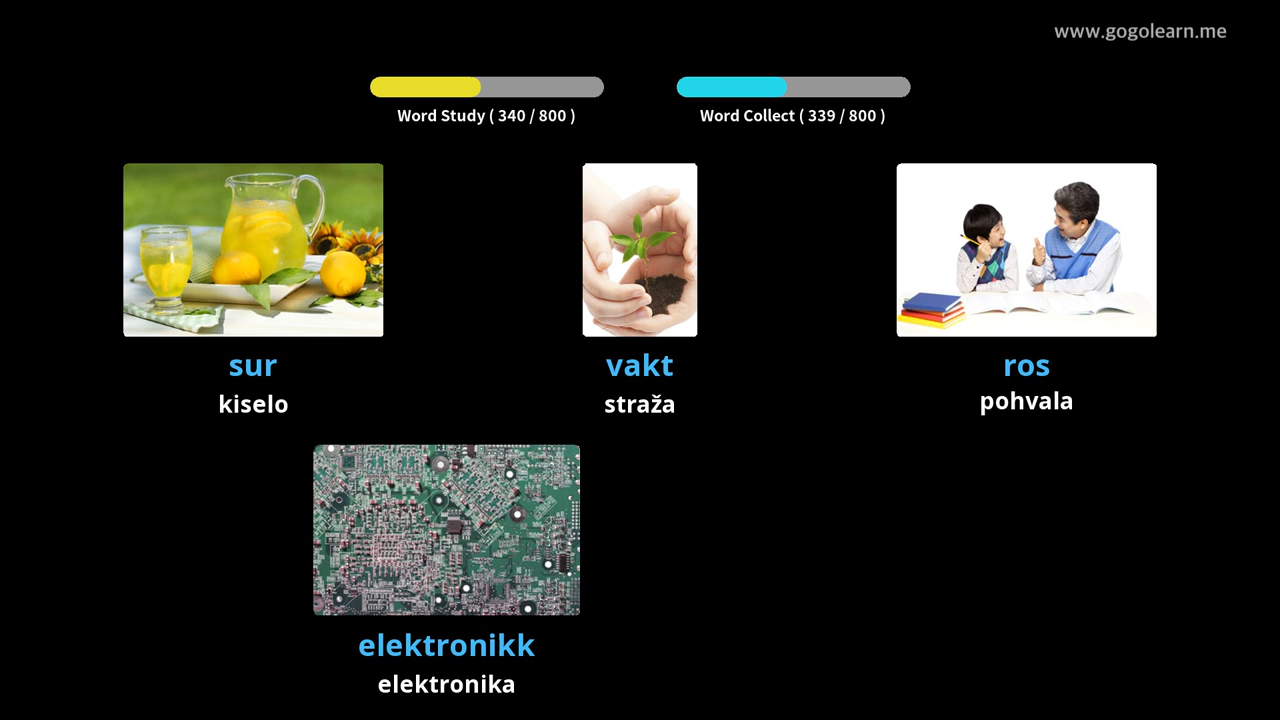 www.gogolearn.me
Word Study ( 340 / 800 )
Word Collect ( 339 / 800 )
sur
kiselo
vakt
straža
ros
pohvala
elektronikk
elektronika